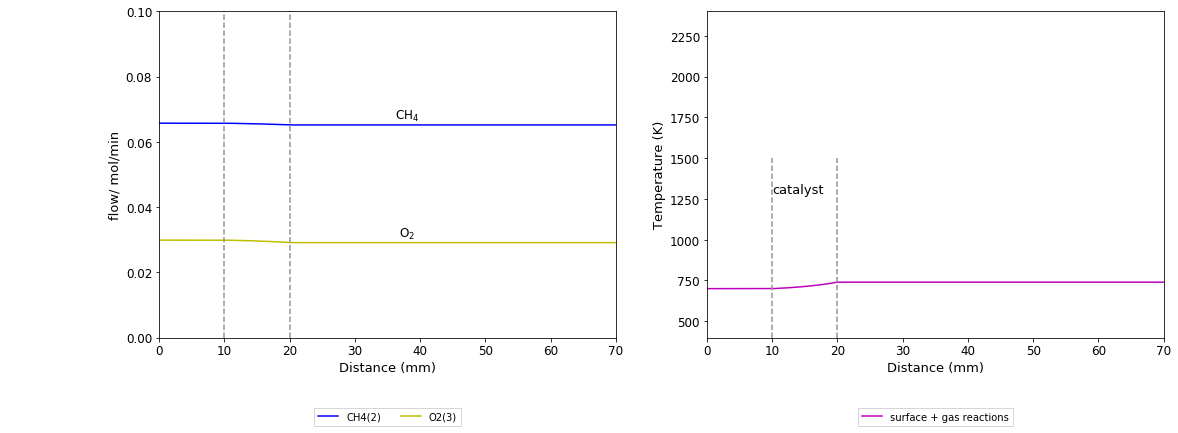 0.10
0.08
0.06
0.04
0.02
0.00
flow/ mol/min
CH4
O2
0 10 20 30 40 50 60 70
Distance (mm)
CH4(2) O2(3)
2250
2000
1750
1500
1250
1000
750
500
Temperature (K)
catalyst
0 10 20 30 40 50 60 70
Distance (mm)
surface + gas reactions